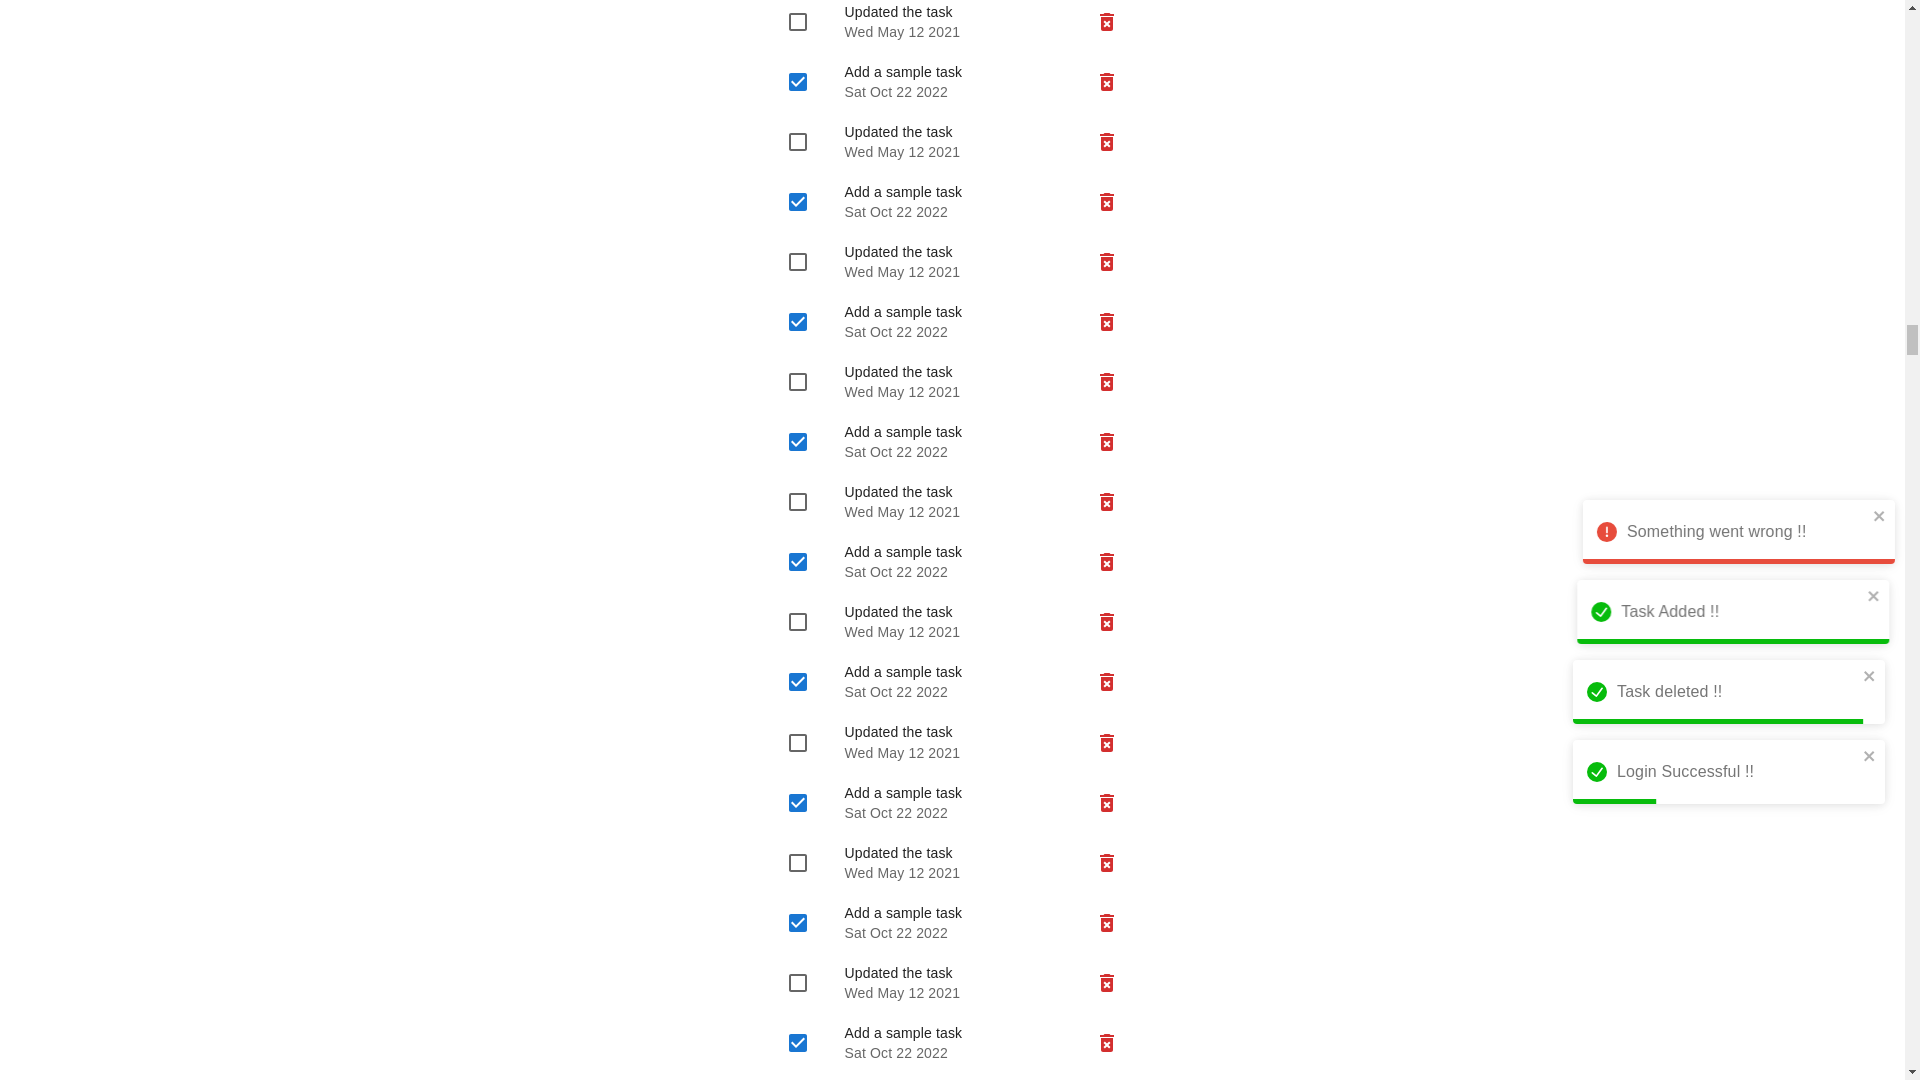 Updated the task
Wed May 12 2021
Add a sample task
Sat Oct 22 2022
Updated the task
Wed May 12 2021
Add a sample task
Sat Oct 22 2022
Updated the task
Wed May 12 2021
Add a sample task
Sat Oct 22 2022
Updated the task
Wed May 12 2021
Add a sample task
Sat Oct 22 2022
Updated the task
Wed May 12 2021
Add a sample task
Sat Oct 22 2022
Updated the task
Wed May 12 2021
Add a sample task
Sat Oct 22 2022
Updated the task
Wed May 12 2021
Add a sample task
Sat Oct 22 2022
Updated the task
Wed May 12 2021
Add a sample task
Sat Oct 22 2022
Updated the task
Wed May 12 2021
Add a sample task
Sat Oct 22 2022
Something went wrong !!
Task Added !!
Task deleted !!
Login Successful !!